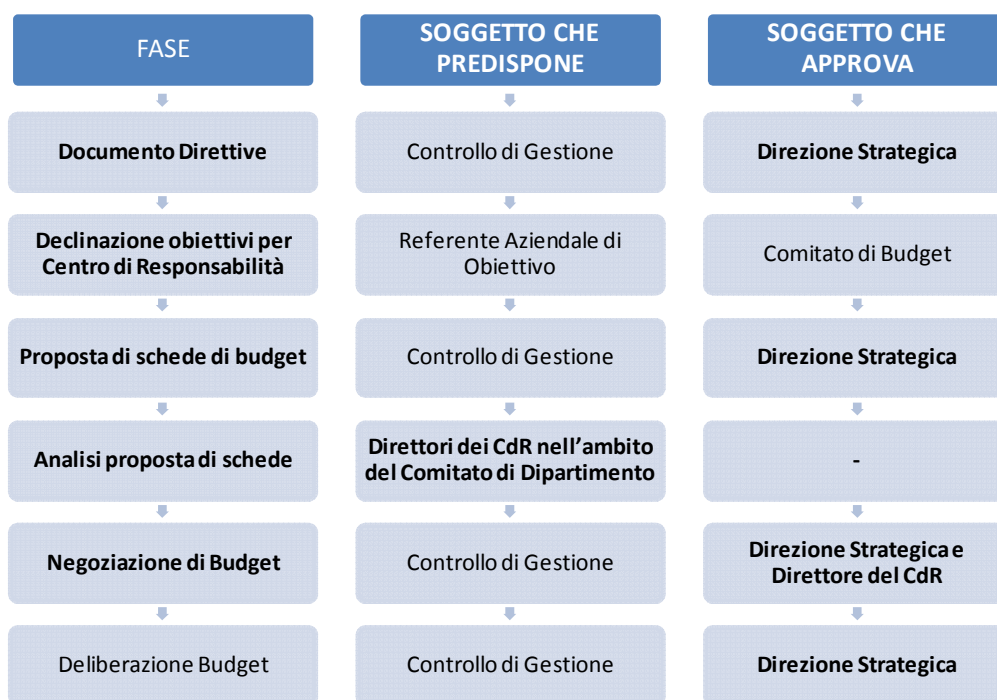 FASE
SOGGETTO CHE
PREDISPONE
SOGGETTO CHE
APPROVA
Documento Direttive
Controllo di Gestione
Direzione Strategica
Declinazione obiettivi per
Centro di Responsabilità
Referente Aziendale di
Obiettivo
Comitato di Budget
Proposta di schede di budget
Controllo di Gestione
Direzione Strategica
Analisi proposta di schede
Direttori dei CdR nell’ambito
del Comitato di Dipartimento
-
Negoziazione di Budget
Controllo di Gestione
Direzione Strategica e
Direttore del CdR
Deliberazione Budget
Controllo di Gestione
Direzione Strategica